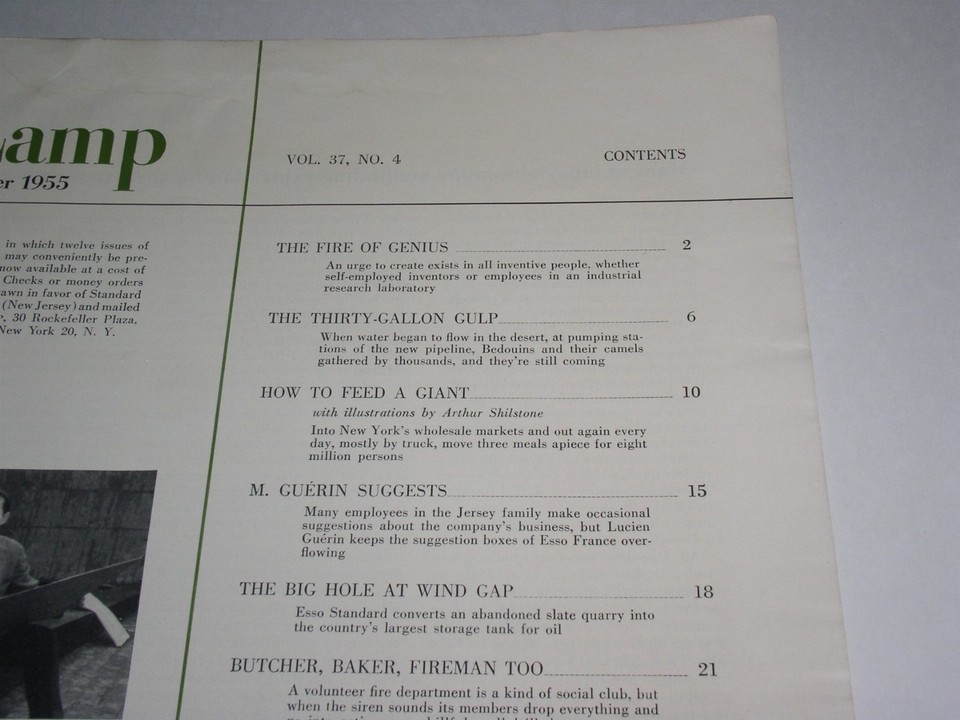 amp
1955
in which twelve issues of
may conveniently be pre-
now available at a cost of
Checks or money orders
awn in favor of Standard
(New Jersey) and mailed
30 Rockefeller Plaza,
New York 20, N. Y.
VOL. 37, NO. 4
CONTENTS
THE FIRE OF GENIUS 2
An urge to create exists in all inventive people, whether
self-employed inventors or employees in an industrial
research laboratory
THE THIRTY-GALLON GULP 6
When water began to flow in the desert, at pumping sta-
tions of the new pipeline, Bedouins and their camels
gathered by thousands, and they're still coming
HOW TO FEED A GIANT 10
with illustrations by Arthur Shilstone
Into New York's wholesale markets and out again every
day, mostly by truck, move three meals apiece for eight
million persons
M. GUÉRIN SUGGESTS 15
Many employees in the Jersey family make occasional
suggestions about the company's business, but Lucien
Guérin keeps the suggestion boxes of Esso France over-
flowing
THE BIG HOLE AT WIND GAP 18
Esso Standard converts an abandoned slate quarry into
the country's largest storage tank for oil
BUTCHER, BAKER, FIREMAN TOO 21
A volunteer fire department is a kind of social club, but
when the siren sounds its members drop everything and